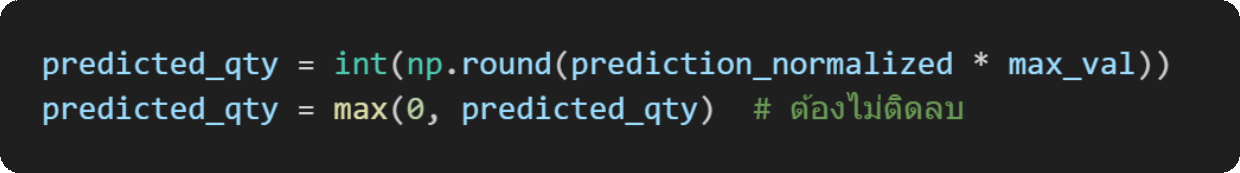 predicted_qty = int(np.round(prediction_normalized * max_val))
predicted_qty = max(0, predicted_qty)  # ต้องไม่ติดลบ